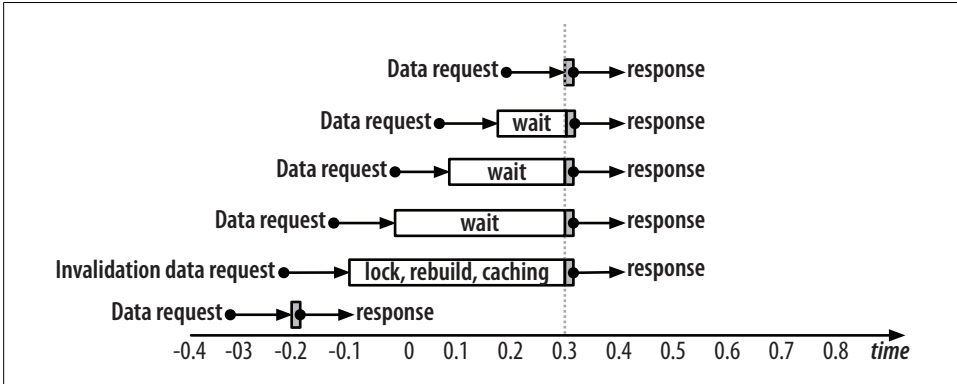 Data request response
Data request wait response
Data request wait response
Data request wait response
Invalidation data request lock, rebuild, caching response
Data request response
-0.4 -03 -0.2 -0.1 0 0.1 0.2 0.3 0.4 0.5 0.6 0.7 0.8 time